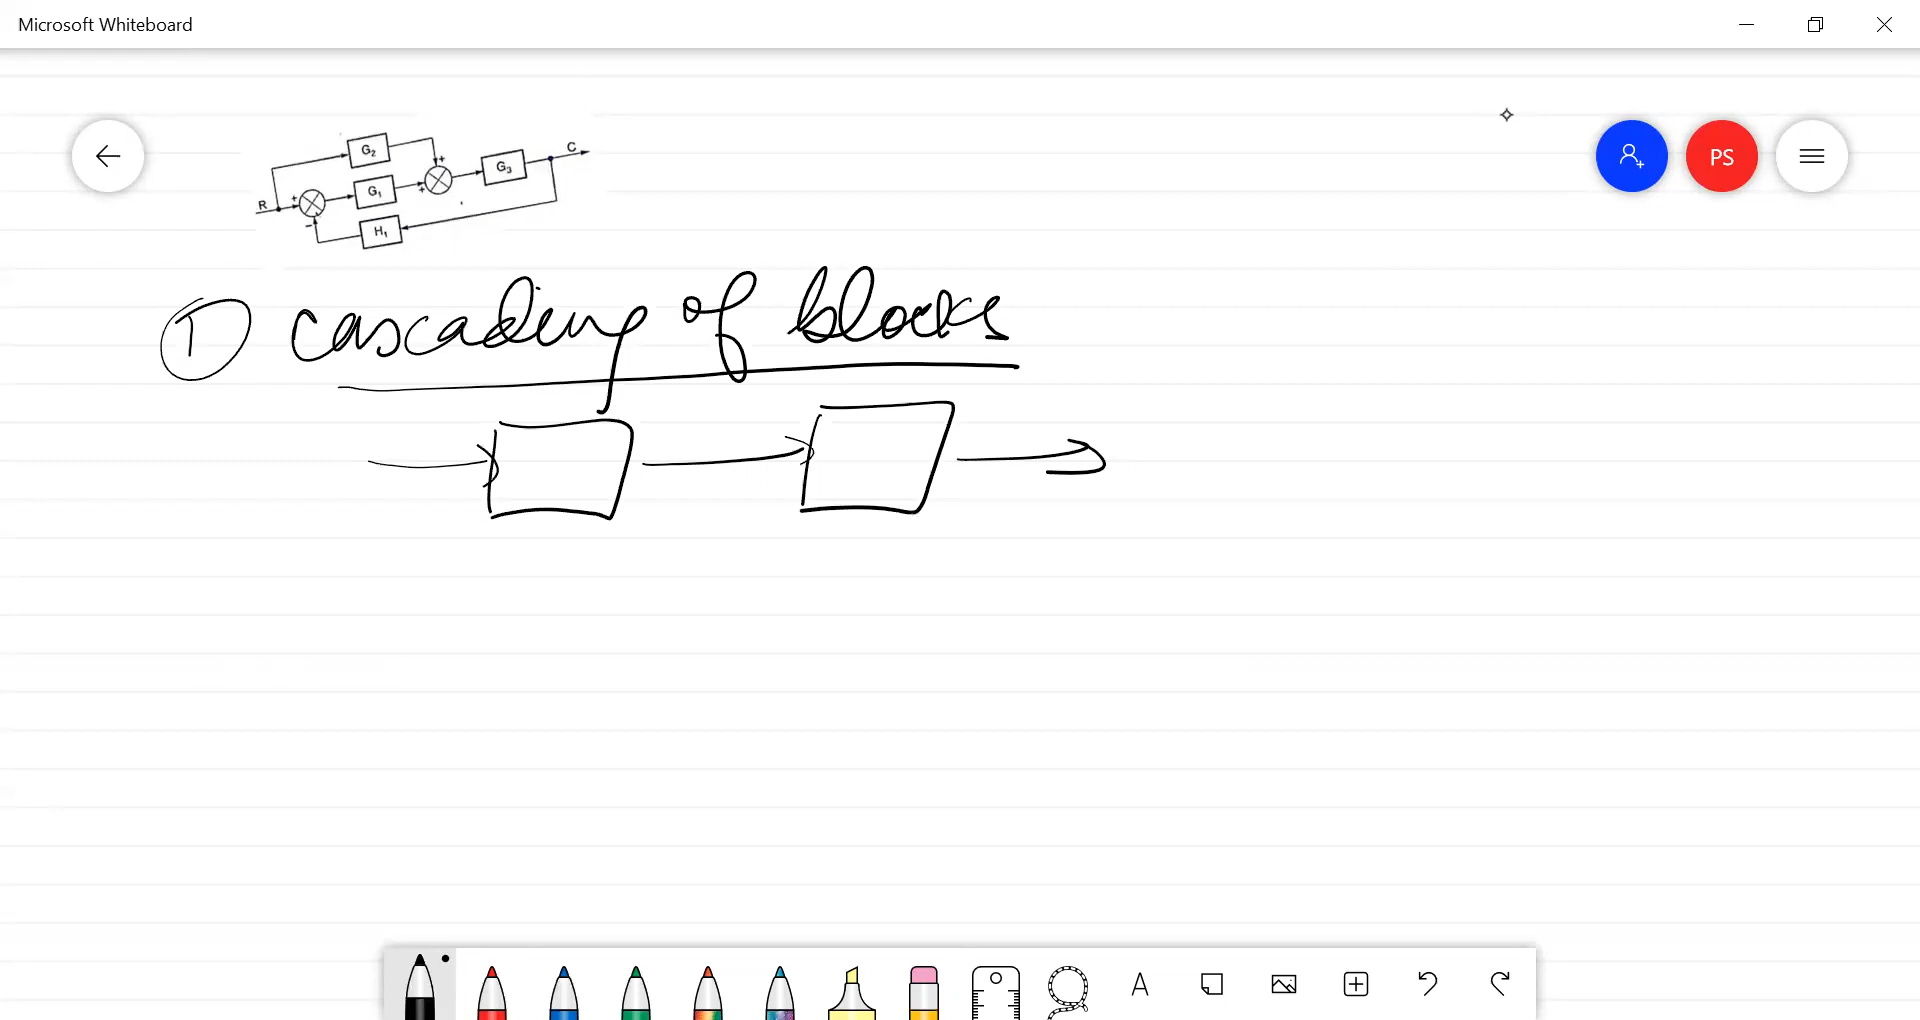 Microsoft Whiteboard
G2
C
G3
G1
R
H1
PS
1 cascading of blocks